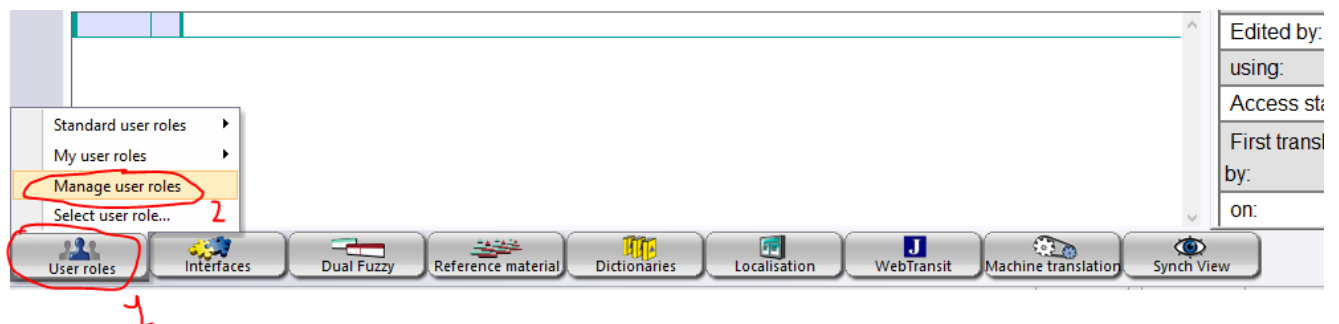 Edited by:
using:
Access sta
First transl
by:
on:
Standard user roles
My user roles
Manage user roles
2
Select user role...
User roles
Interfaces
Dual Fuzzy
Reference material
Dictionaries
J
Localisation
WebTransit
Machine translation
Synch View